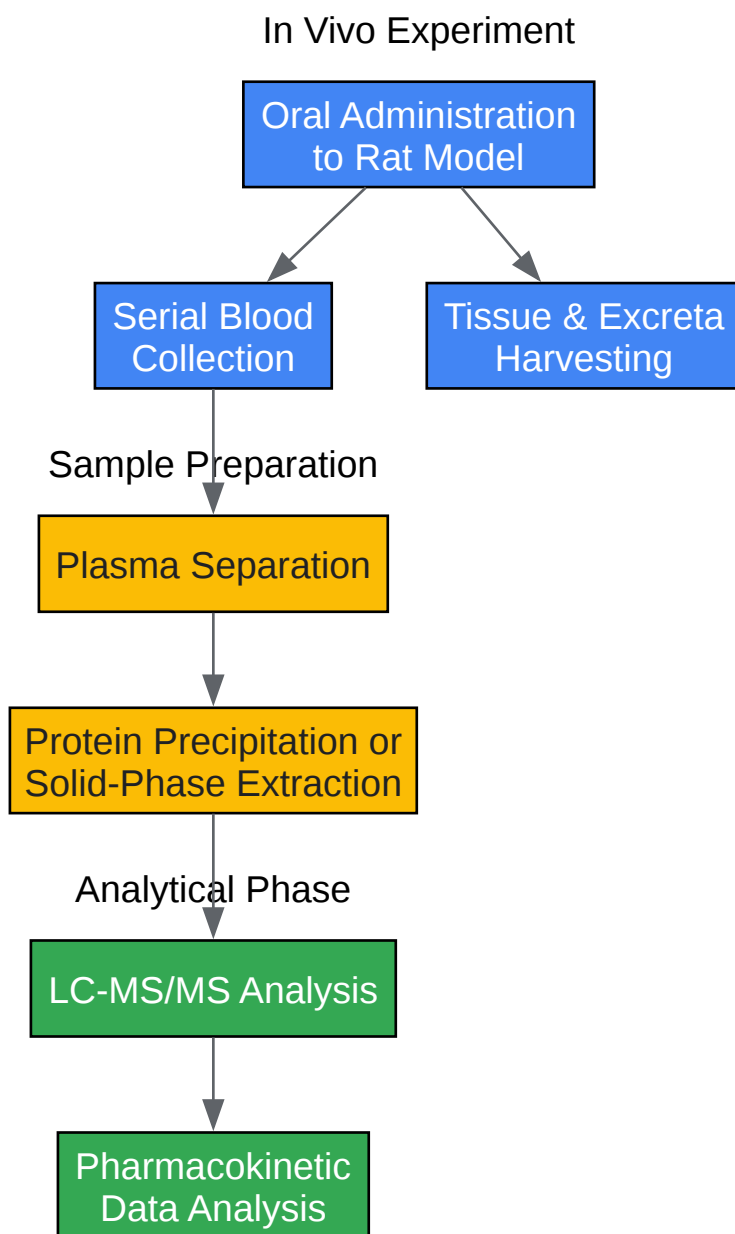 In Vivo Experiment
Oral Administration
to Rat Model
Serial Blood
Collection
Tissue & Excreta
Harvesting
Sample Preparation
Plasma Separation
Protein Precipitation or
Solid-Phase Extraction
Analytical Phase
LC-MS/MS Analysis
Pharmacokinetic
Data Analysis